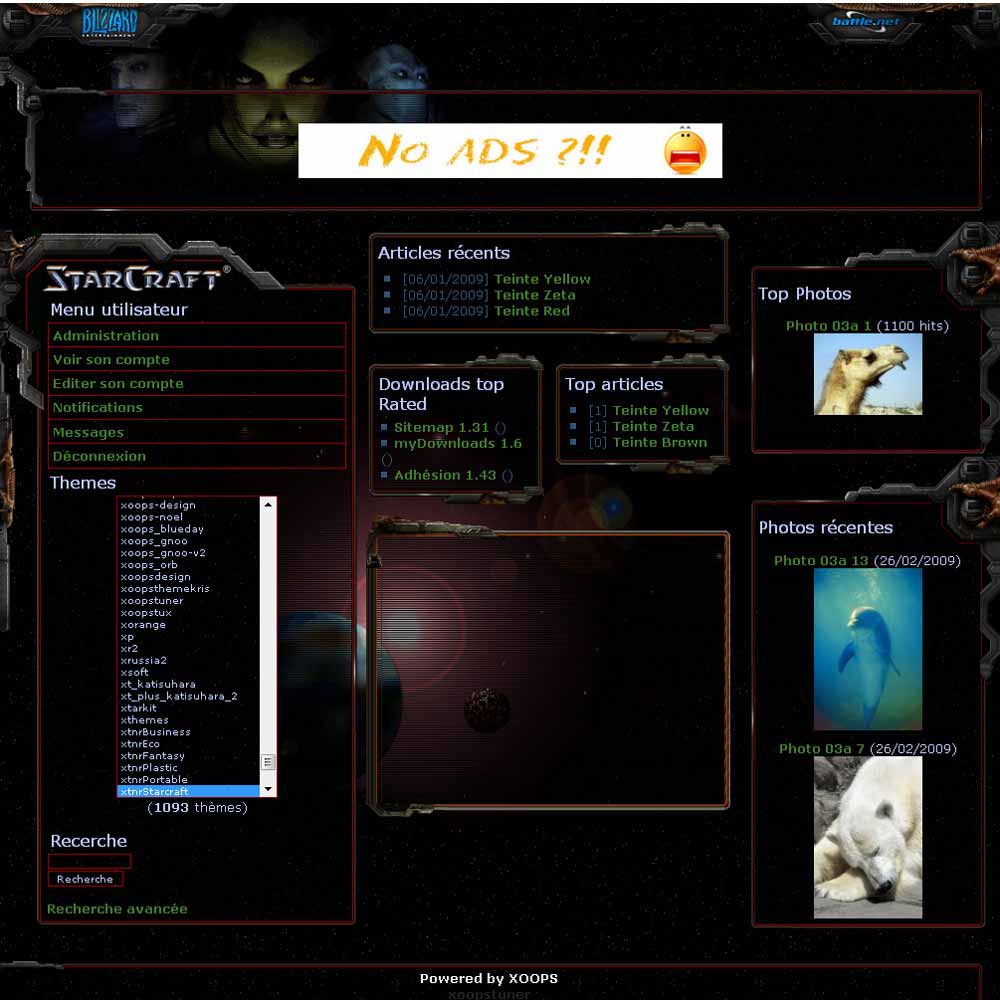 BLIZZARD
ENTERTAINMENT
battle.net
No ADS ?!!
STARCRAFT®
Menu utilisateur
Administration
Voir son compte
Editer son compte
Notifications
Messages
Déconnexion
Themes
xoops-design
xoops-noel
xoops_blueday
xoops_gnoo
xoops_gnoo-v2
xoops_orb
xoopsdesign
xoopsthemekris
xoopstuner
xoopstux
xorange
xp
xr2
xrussia2
xsoft
xt_katisuhara
xt_plus_katisuhara_2
xtarkit
xthemes
xtnrBusiness
xtnrEco
xtnrFantasy
xtnrPlastic
xtnrPortable
xtnrStarcraft
(1093 thèmes)
Recerche
Recherche
Recherche avancée
Articles récents
[06/01/2009] Teinte Yellow
[06/01/2009] Teinte Zeta
[06/01/2009] Teinte Red
Downloads top
Rated
Sitemap 1.31 ()
myDownloads 1.6
()
Adhésion 1.43 ()
Top articles
[1] Teinte Yellow
[1] Teinte Zeta
[0] Teinte Brown
Top Photos
Photo 03a 1 (1100 hits)
Photos récentes
Photo 03a 13 (26/02/2009)
Photo 03a 7 (26/02/2009)
Powered by XOOPS
xoopstuner